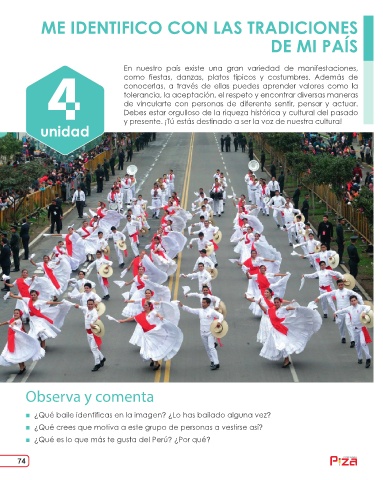 ME IDENTIFICO CON LAS TRADICIONES
DE MI PAÍS
4
unidad
En nuestro país existe una gran variedad de manifestaciones,
como fiestas, danzas, platos típicos y costumbres. Además de
conocerlas, a través de ellas puedes aprender valores como la
tolerancia, la aceptación, el respeto y encontrar diversas maneras
de vincularte con personas de diferente sentir, pensar y actuar.
Debes estar orgulloso de la riqueza histórica y cultural del pasado
y presente. ¡Tú estás destinado a ser la voz de nuestra cultura!
Observa y comenta
¿Qué baile identificas en la imagen? ¿Lo has bailado alguna vez?
¿Qué crees que motiva a este grupo de personas a vestirse así?
¿Qué es lo que más te gusta del Perú? ¿Por qué?
74